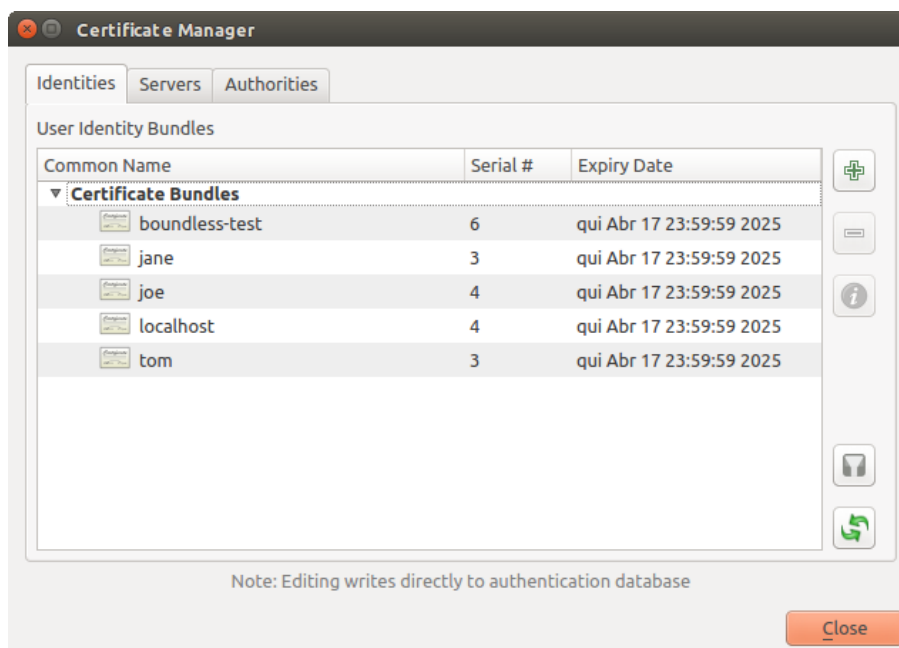 Certificate Manager
Identities Servers Authorities
User Identity Bundles
Common Name Serial # Expiry Date
Certificate Bundles
boundless-test 6 qui Abr 17 23:59:59 2025
jane 3 qui Abr 17 23:59:59 2025
joe 4 qui Abr 17 23:59:59 2025
localhost 4 qui Abr 17 23:59:59 2025
tom 3 qui Abr 17 23:59:59 2025
Note: Editing writes directly to authentication database
Close